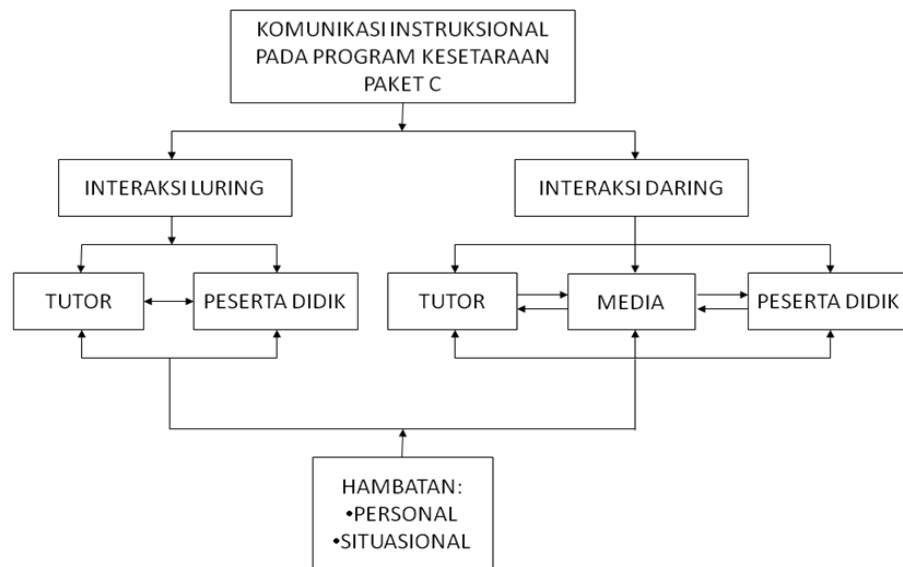 KOMUNIKASI INSTRUKSIONAL
PADA PROGRAM KESETARAAN
PAKET C
INTERAKSI LURING
INTERAKSI DARING
TUTOR
PESERTA DIDIK
TUTOR
MEDIA
PESERTA DIDIK
HAMBATAN:
•PERSONAL
•SITUASIONAL